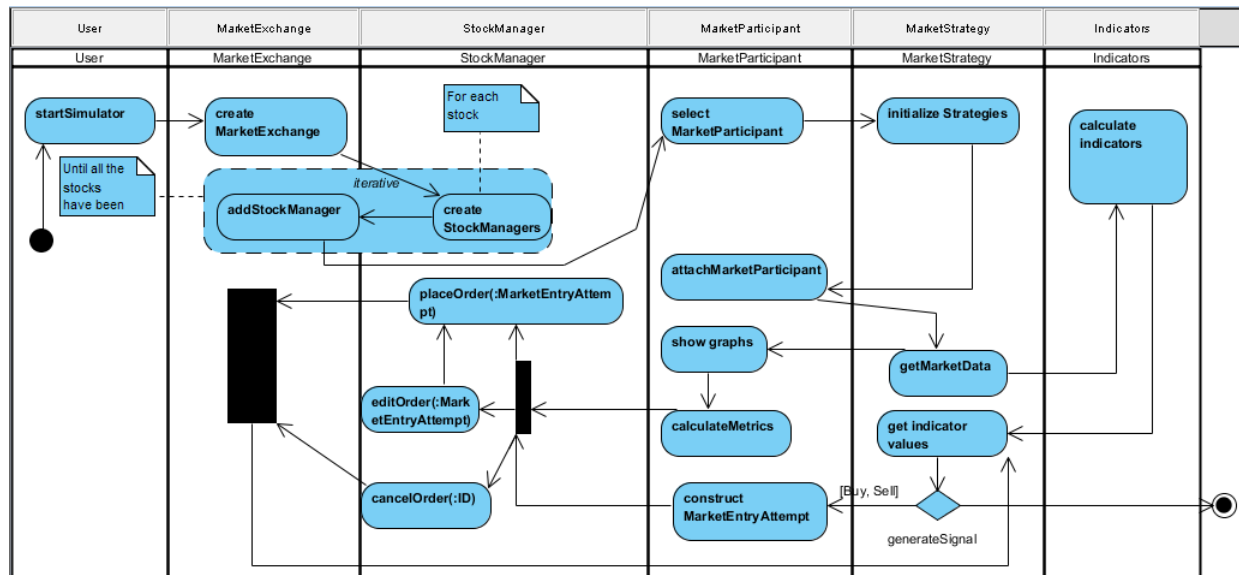 User
MarketExchange
StockManager
MarketParticipant
MarketStrategy
Indicators
User
MarketExchange
StockManager
MarketParticipant
MarketStrategy
Indicators
startSimulator
create
MarketExchange
For each
stock
select
MarketParticipant
initialize Strategies
calculate
indicators
Until all the
stocks
have been
iterative
addStockManager
create
StockManagers
attachMarketParticipant
placeOrder(:MarketEntryAttem
pt)
show graphs
getMarketData
editOrder(:Mark
etEntryAttempt)
calculateMetrics
get indicator
values
cancelOrder(:ID)
construct
MarketEntryAttempt
[Buy, Sell]
generateSignal